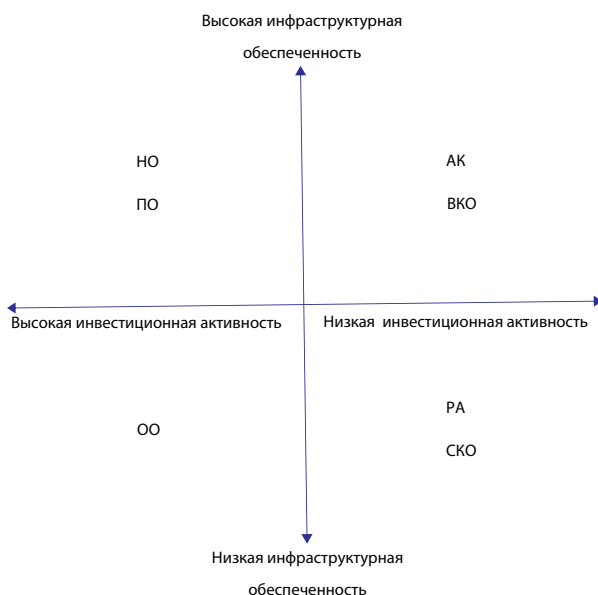 Высокая инфраструктурная
обеспеченность
НО
АК
ПО
ВКО
Высокая инвестиционная активность
Низкая инвестиционная активность
РА
ОО
СКО
Низкая инфраструктурная
обеспеченность